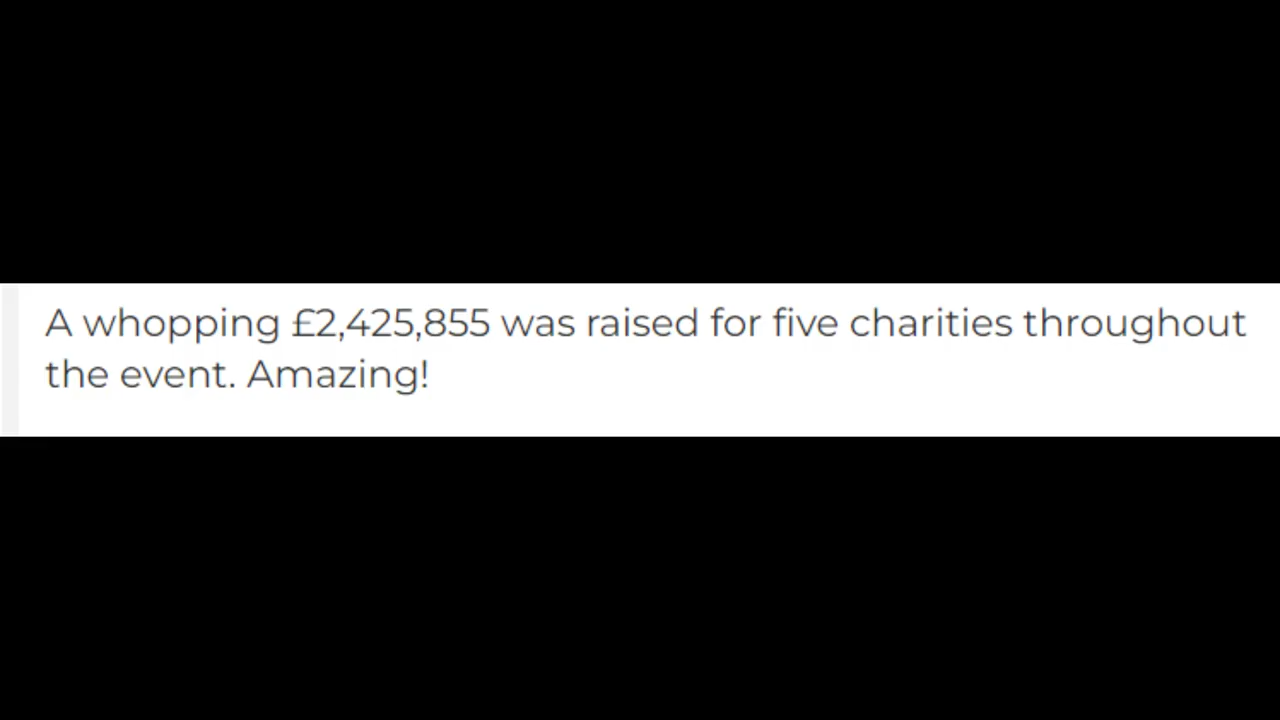 A whopping £2,425,855 was raised for five charities throughout
the event. Amazing!